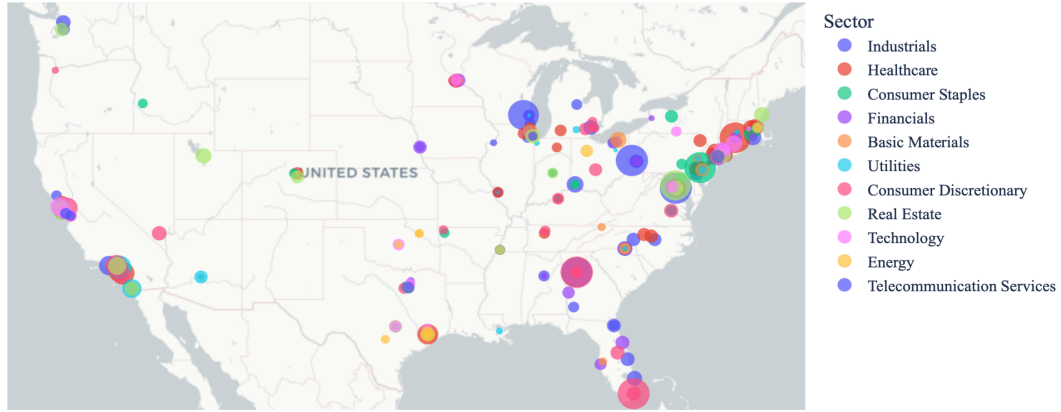 Sector
Industrials
Healthcare
Consumer Staples
Financials
Basic Materials
Utilities
Consumer Discretionary
Real Estate
Technology
Energy
Telecommunication Services
UNITED STATES